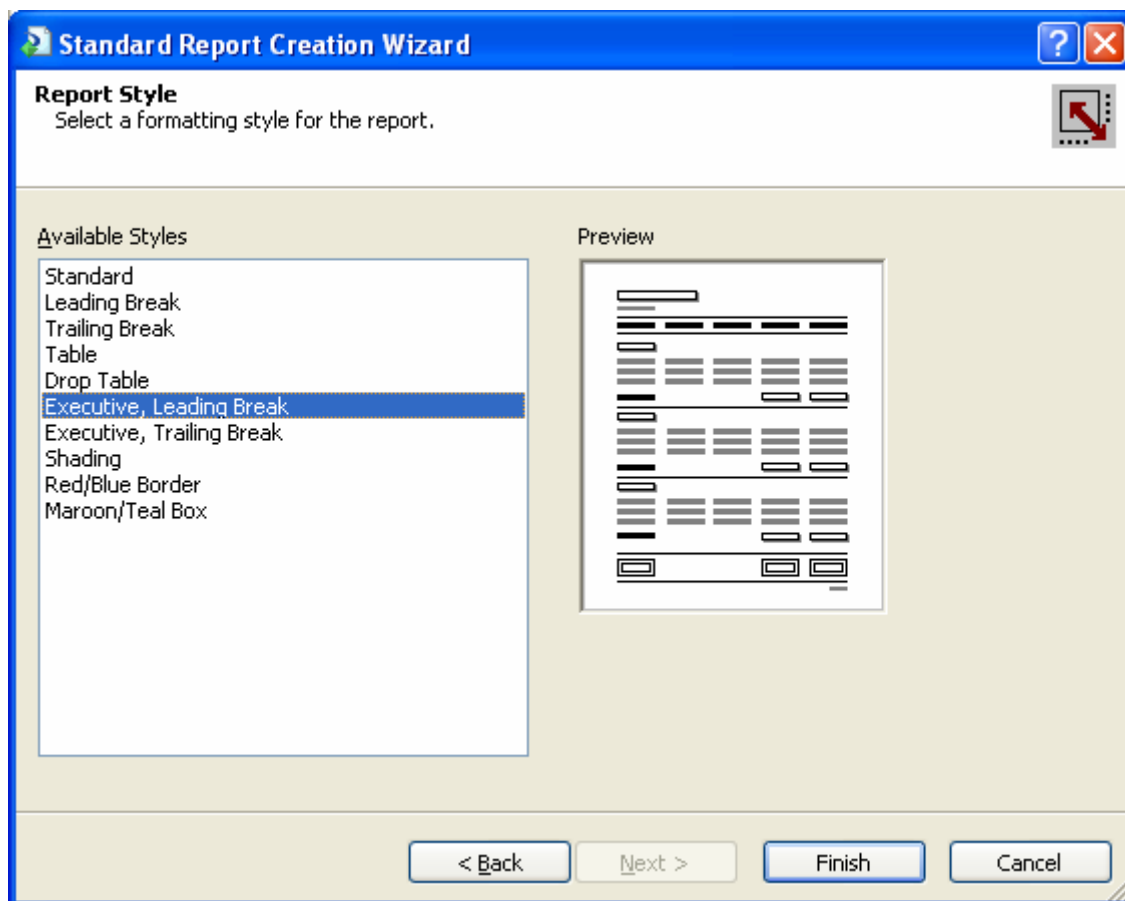 Standard Report Creation Wizard
Report Style
Select a formatting style for the report.
Available Styles
Preview
Standard
Leading Break
Trailing Break
Table
Drop Table
Executive, Leading Break
Executive, Trailing Break
Shading
Red/Blue Border
Maroon/Teal Box
< Back
Next >
Finish
Cancel